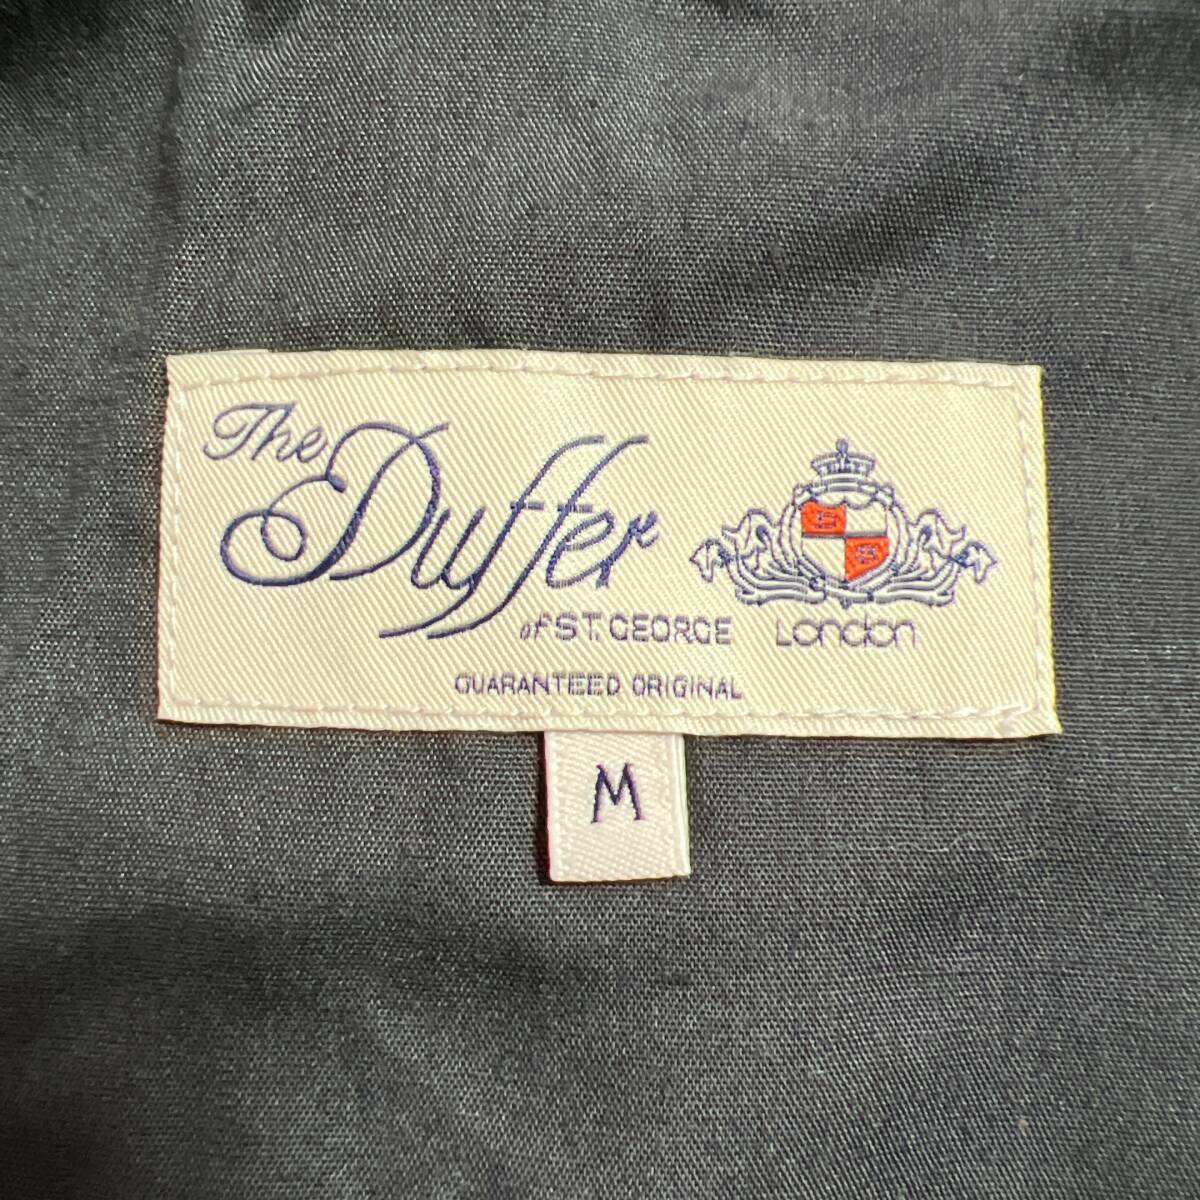 The Duffer
of ST. GEORGE
London
GUARANTEED ORIGINAL
M